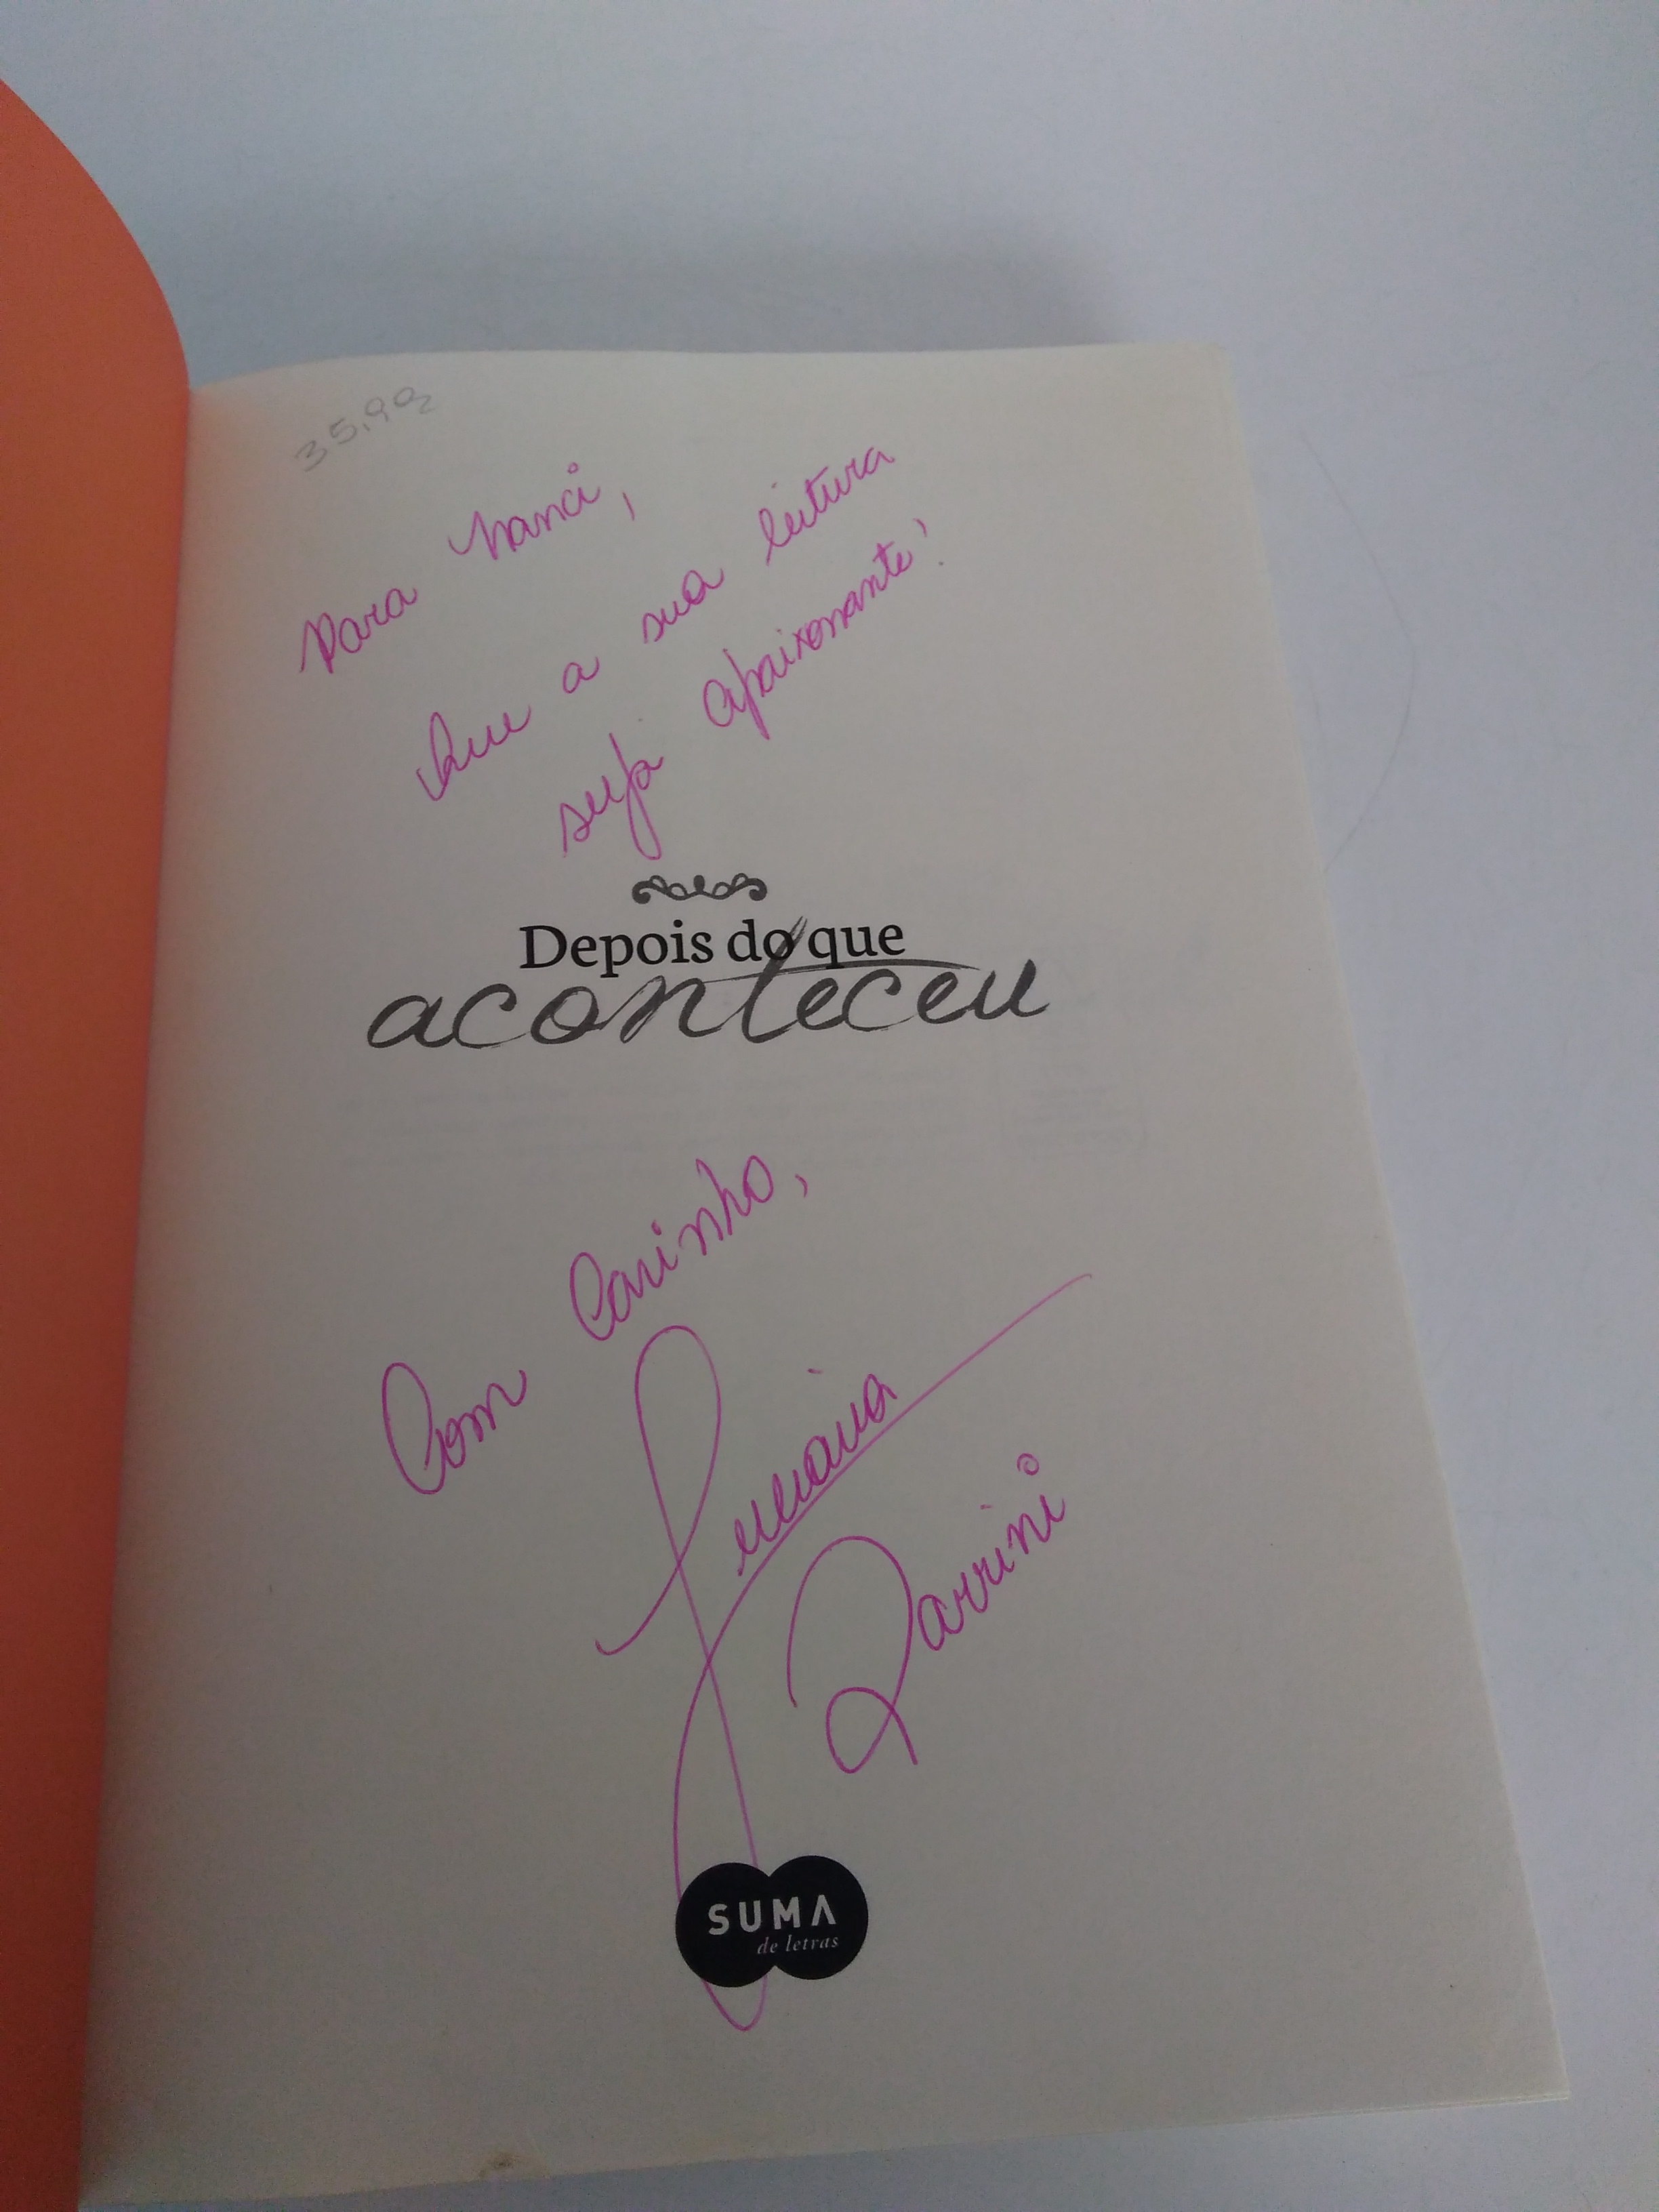 35,90
Para Nanci,
Que a sua leitura
seja apaixonante!
Depois do que
aconteceu
Com Carinho,
Juliana
Parrini
SUMA
de letras